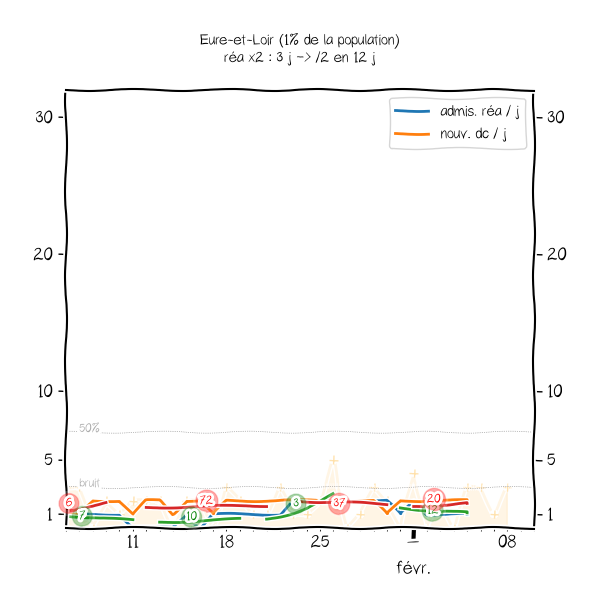 Eure-et-Loir (1% de la population)
réa x2 : 3 j -> /2 en 12 j
admis. réa / j
nouv. dc / j
30 30
20 20
10 10
50%
5 5
bruit
6 7 10 72 3 37 20 12
1 1
11 18 25 1 08
févr.